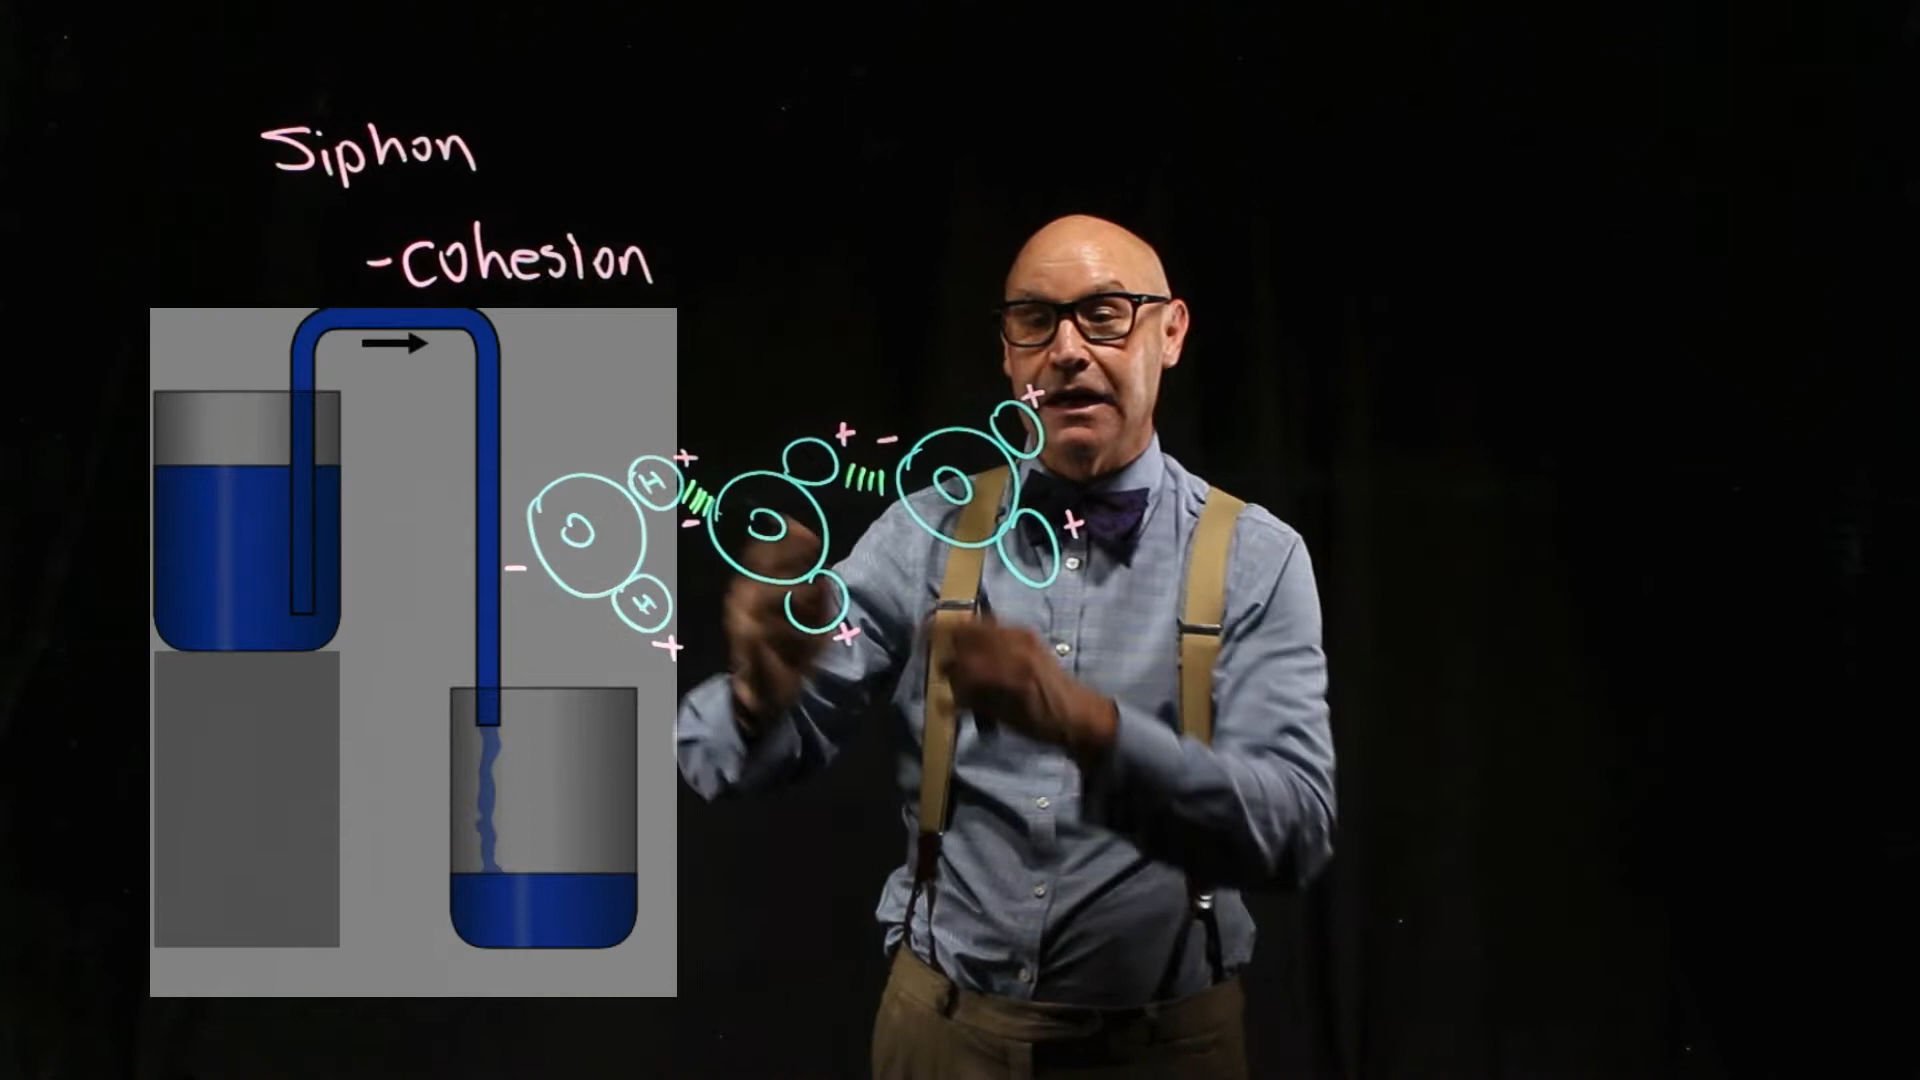 Siphon
-cohesion
+ + - +
H
O O O
- - +
H
+ +